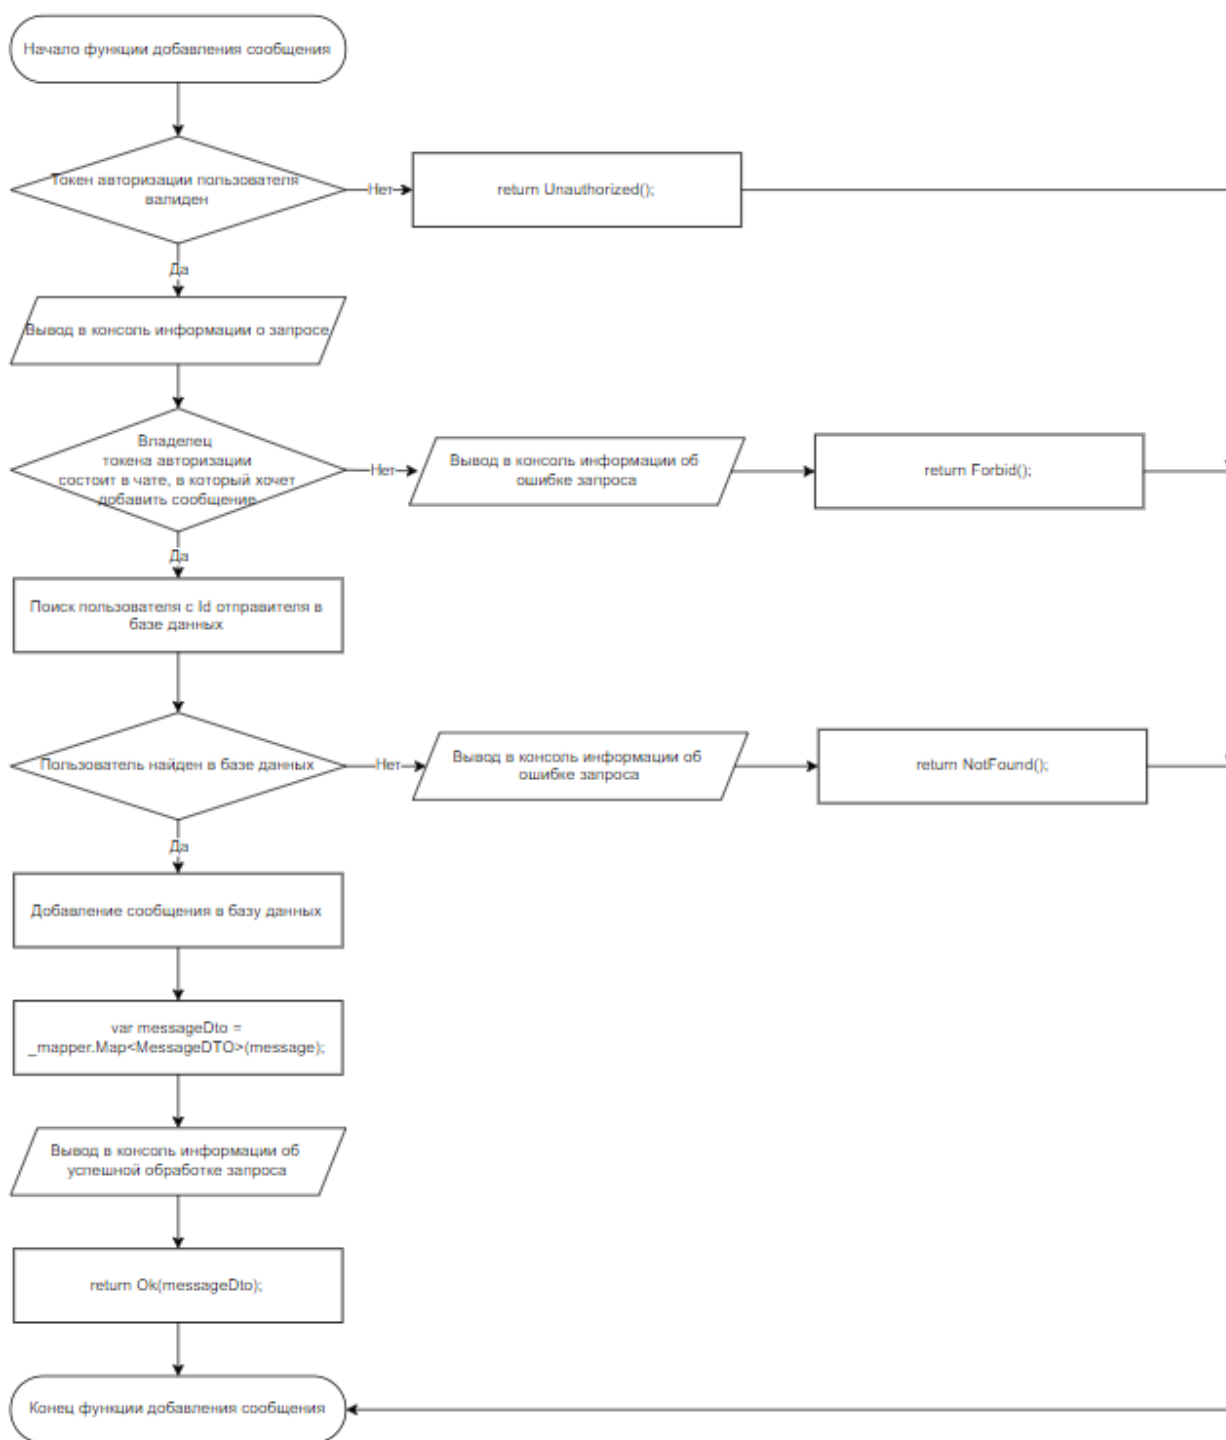 Начало функции добавления сообщения
Токен авторизации пользователя
валиден
Нет
return Unauthorized();
Да
Вывод в консоль информации о запросе
Владелец
токена авторизации
состоит в чате, в который хочет
добавить сообщение
Нет
Вывод в консоль информации об
ошибке запроса
return Forbid();
Да
Поиск пользователя с Id отправителя в
базе данных
Пользователь найден в базе данных
Нет
Вывод в консоль информации об
ошибке запроса
return NotFound();
Да
Добавление сообщения в базу данных
var messageDto =
_mapper.Map<MessageDTO>(message);
Вывод в консоль информации об
успешной обработке запроса
return Ok(messageDto);
Конец функции добавления сообщения